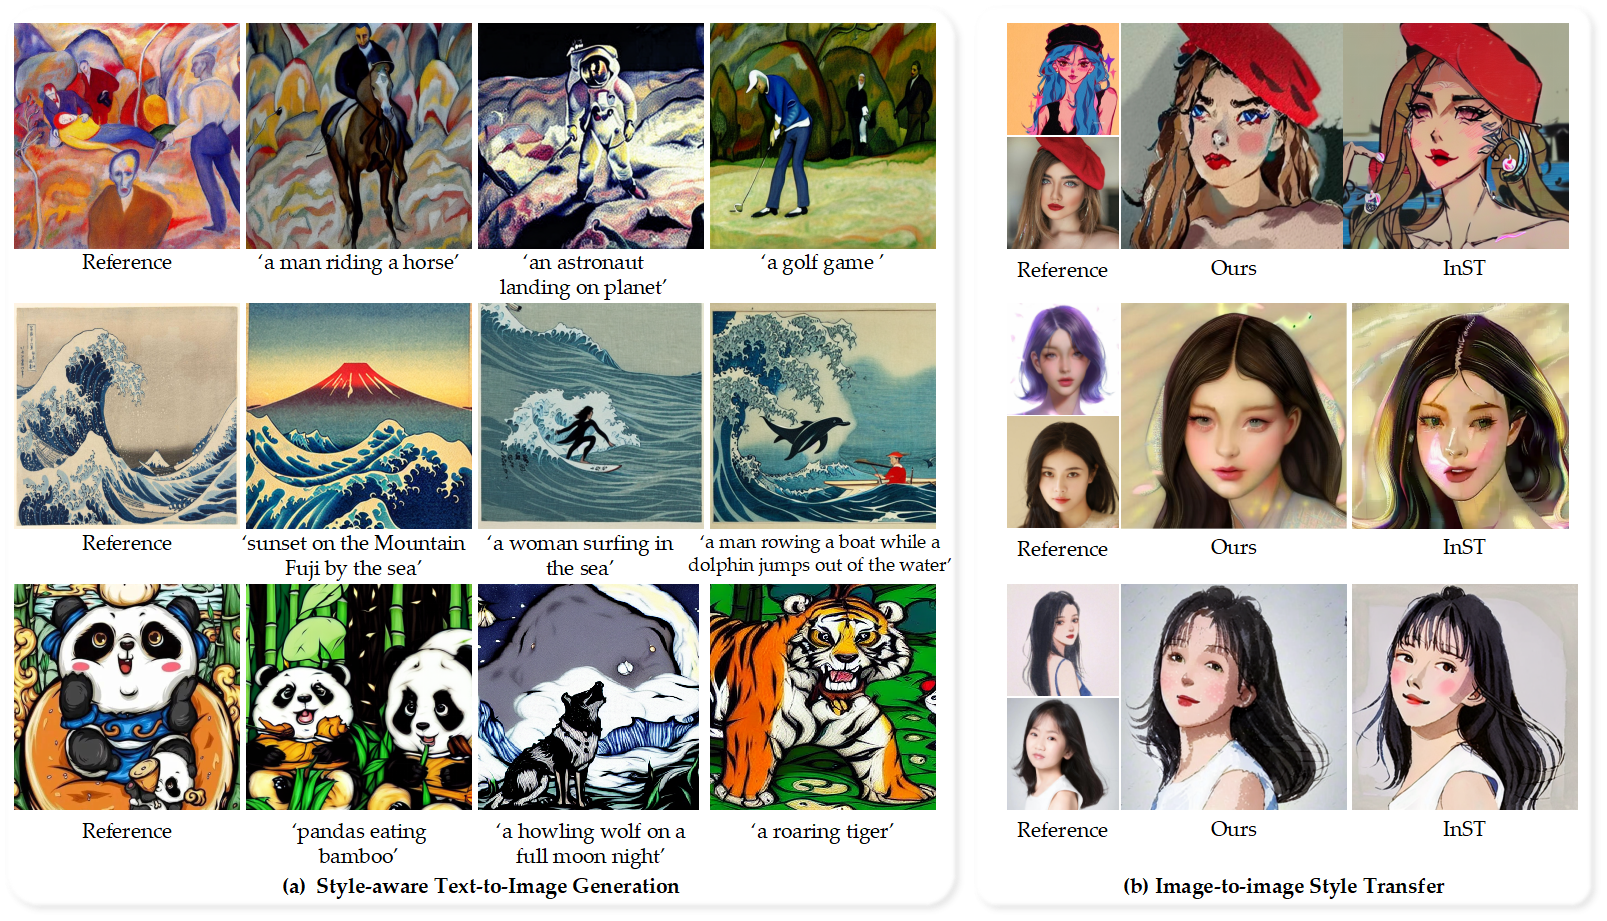 Reference
‘a man riding a horse’
‘an astronaut
landing on planet’
‘a golf game ’
Reference
‘sunset on the Mountain
Fuji by the sea’
‘a woman surfing in
the sea’
‘a man rowing a boat while a
dolphin jumps out of the water’
Reference
‘pandas eating
bamboo’
‘a howling wolf on a
full moon night’
‘a roaring tiger’
(a) Style-aware Text-to-Image Generation
Reference
Ours
InST
Reference
Ours
InST
Reference
Ours
InST
(b) Image-to-image Style Transfer